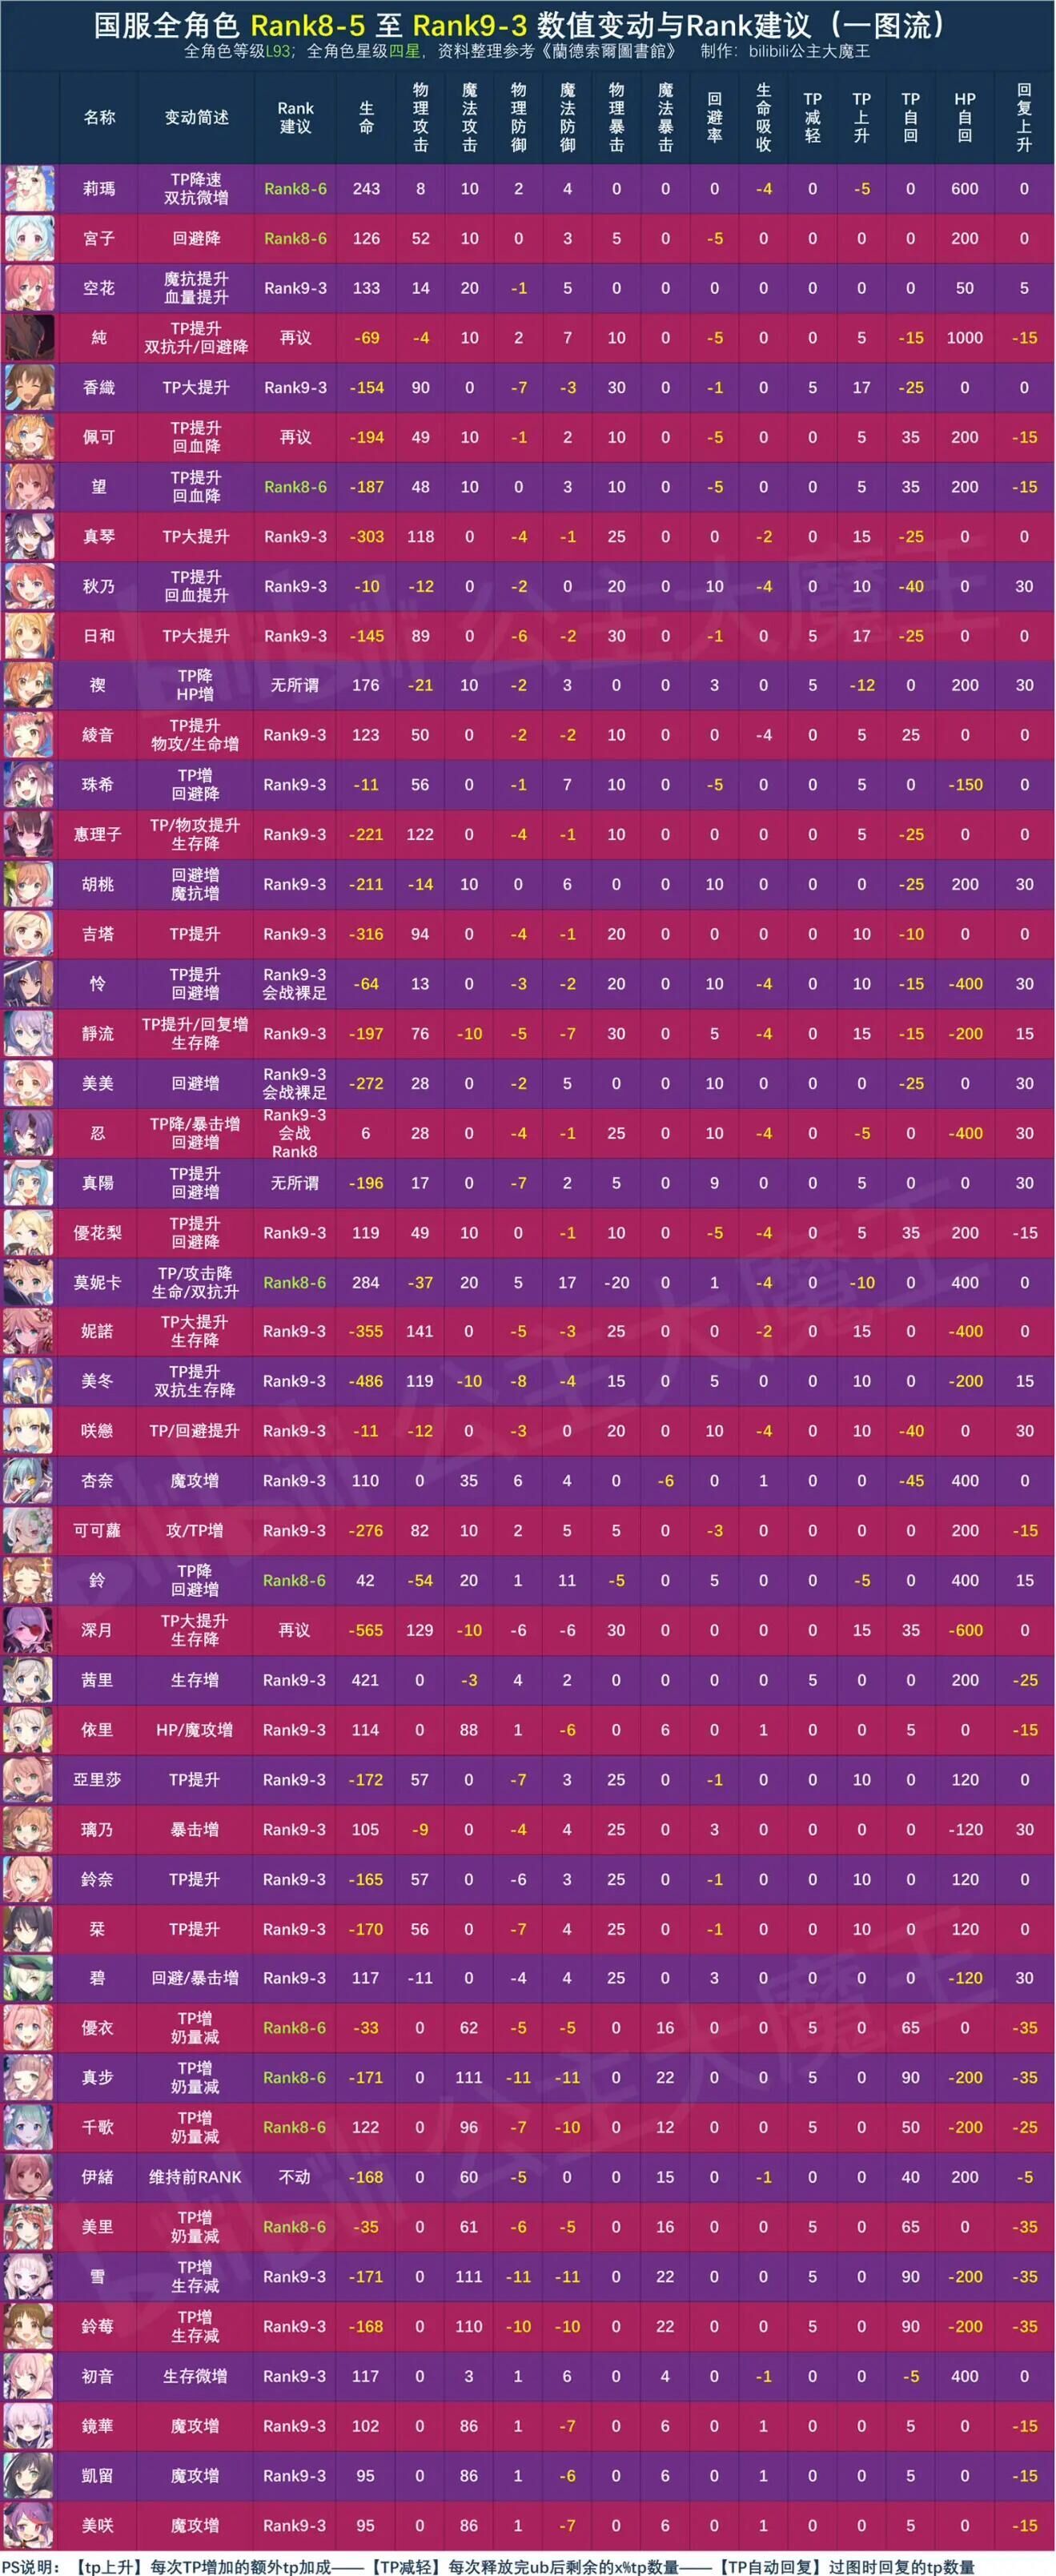 国服全角色 Rank8-5 至 Rank9-3 数值变动与Rank建议（一图流）
全角色等级L93；全角色星级四星，资料整理参考《蘭德索爾圖書館》 制作：bilibili公主大魔王
名称 变动简述 Rank建议 生命 物理攻击 魔法攻击 物理防御 魔法防御 物理暴击 魔法暴击 回避率 生命吸收 TP减轻 TP上升 TP自回 HP自回 回复上升
莉瑪 TP降速 双抗微增 Rank8-6 243 8 10 2 4 0 0 0 -4 0 -5 0 600 0
宮子 回避降 Rank8-6 126 52 10 0 3 5 0 -5 0 0 0 0 200 0
空花 魔抗提升 血量提升 Rank9-3 133 14 20 -1 5 0 0 0 0 0 0 0 50 5
純 TP提升 双抗升/回避降 再议 -69 -4 10 2 7 10 0 -5 0 0 5 -15 1000 -15
香織 TP大提升 Rank9-3 -154 90 0 -7 -3 30 0 -1 0 5 17 -25 0 0
佩可 TP提升 回血降 再议 -194 49 10 -1 2 10 0 -5 0 0 5 35 200 -15
望 TP提升 回血降 Rank8-6 -187 48 10 0 3 10 0 -5 0 0 5 35 200 -15
真琴 TP大提升 Rank9-3 -303 118 0 -4 -1 25 0 0 -2 0 15 -25 0 0
秋乃 TP提升 回血提升 Rank9-3 -10 -12 0 -2 0 20 0 10 -4 0 10 -40 0 30
日和 TP大提升 Rank9-3 -145 89 0 -6 -2 30 0 -1 0 5 17 -25 0 0
禊 TP降 HP增 无所谓 176 -21 10 -2 3 0 0 3 0 5 -12 0 200 30
綾音 TP提升 物攻/生命增 Rank9-3 123 50 0 -2 -2 10 0 0 -4 0 5 25 0 0
珠希 TP增 回避降 Rank9-3 -11 56 0 -1 7 10 0 -5 0 0 5 0 -150 0
惠理子 TP/物攻提升 生存降 Rank9-3 -221 122 0 -4 -1 10 0 0 0 0 5 -25 0 0
胡桃 回避增 魔抗增 Rank9-3 -211 -14 10 0 6 0 0 10 0 0 0 -25 200 30
吉塔 TP提升 Rank9-3 -316 94 0 -4 -1 20 0 0 0 0 10 -10 0 0
怜 TP提升 回避增 Rank9-3 会战裸足 -64 13 0 -3 -2 20 0 10 -4 0 10 -15 -400 30
靜流 TP提升/回复增 生存降 Rank9-3 -197 76 -10 -5 -7 30 0 5 -4 0 15 -15 -200 15
美美 回避增 Rank9-3 会战裸足 -272 28 0 -2 5 0 0 10 0 0 0 -25 0 30
忍 TP降/暴击增 回避增 Rank9-3 会战 Rank8 6 28 0 -4 -1 25 0 10 -4 0 -5 0 -400 30
真陽 TP提升 回避增 无所谓 -196 17 0 -7 2 5 0 9 0 0 5 0 0 30
優花梨 TP提升 回避降 Rank9-3 119 49 10 0 -1 10 0 -5 -4 0 5 35 200 -15
莫妮卡 TP/攻击降 生命/双抗升 Rank8-6 284 -37 20 5 17 -20 0 1 -4 0 -10 0 400 0
妮諾 TP大提升 生存降 Rank9-3 -355 141 0 -5 -3 25 0 0 -2 0 15 0 -400 0
美冬 TP提升 双抗生存降 Rank9-3 -486 119 -10 -8 -4 15 0 5 0 0 10 0 -200 15
咲戀 TP/回避提升 Rank9-3 -11 -12 0 -3 0 20 0 10 -4 0 10 -40 0 30
杏奈 魔攻增 Rank9-3 110 0 35 6 4 0 -6 0 1 0 0 -45 400 0
可可蘿 攻/TP增 Rank9-3 -276 82 10 2 5 5 0 -3 0 0 0 0 200 -15
鈴 TP降 回避增 Rank8-6 42 -54 20 1 11 -5 0 5 0 0 -5 0 400 15
深月 TP大提升 生存降 再议 -565 129 -10 -6 -6 30 0 0 0 0 15 35 -600 0
茜里 生存增 Rank9-3 421 0 -3 4 2 0 0 0 0 5 0 0 200 -25
依里 HP/魔攻增 Rank9-3 114 0 88 1 -6 0 6 0 1 0 0 5 0 -15
亞里莎 TP提升 Rank9-3 -172 57 0 -7 3 25 0 -1 0 0 10 0 120 0
璃乃 暴击增 Rank9-3 105 -9 0 -4 4 25 0 3 0 0 0 0 -120 30
鈴奈 TP提升 Rank9-3 -165 57 0 -6 3 25 0 -1 0 0 10 0 120 0
栞 TP提升 Rank9-3 -170 56 0 -7 4 25 0 -1 0 0 10 0 120 0
碧 回避/暴击增 Rank9-3 117 -11 0 -4 4 25 0 3 0 0 0 0 -120 30
優衣 TP增 奶量减 Rank8-6 -33 0 62 -5 -5 0 16 0 0 5 0 65 0 -35
真步 TP增 奶量减 Rank8-6 -171 0 111 -11 -11 0 22 0 0 5 0 90 -200 -35
千歌 TP增 奶量减 Rank8-6 122 0 96 -7 -10 0 12 0 0 5 0 50 -200 -25
伊緒 维持前RANK 不动 -168 0 60 -5 0 0 15 0 -1 0 0 40 200 -5
美里 TP增 奶量减 Rank8-6 -35 0 61 -6 -5 0 16 0 0 5 0 65 0 -35
雪 TP增 生存减 Rank9-3 -171 0 111 -11 -11 0 22 0 0 5 0 90 -200 -35
鈴莓 TP增 生存减 Rank9-3 -168 0 110 -10 -10 0 22 0 0 5 0 90 -200 -35
初音 生存微增 Rank9-3 117 0 3 1 6 0 4 0 -1 0 0 -5 400 0
鏡華 魔攻增 Rank9-3 102 0 86 1 -7 0 6 0 1 0 0 5 0 -15
凱留 魔攻增 Rank9-3 95 0 86 1 -6 0 6 0 1 0 0 5 0 -15
美咲 魔攻增 Rank9-3 95 0 86 1 -7 0 6 0 1 0 0 5 0 -15
PS说明：【tp上升】每次TP增加的额外tp加成——【TP减轻】每次释放完ub后剩余的x%tp数量——【TP自动回复】过图时回复的tp数量